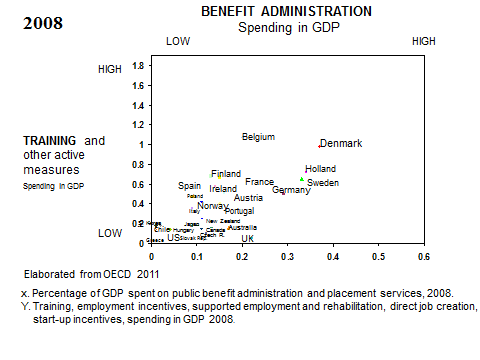 BENEFIT ADMINISTRATION
2008
Spending in GDP
LOW HIGH
HIGH
1.8
1.6
1.4
1.2
1
0.8
0.6
0.4
0.2
0
TRAINING and
other active
measures
Spending in GDP
LOW
Belgium
Denmark
Holland
Finland
Sweden
France
Spain
Ireland
Germany
Poland
Austria
Norway
Italy
Portugal
Korea
Japan
New Zealand
Chile
Hungary
Canada
Australia
US
Slovak Rep.
Czech R.
UK
Greece
0 0.1 0.2 0.3 0.4 0.5 0.6
Elaborated from OECD 2011
x. Percentage of GDP spent on public benefit administration and placement services, 2008.
Y. Training, employment incentives, supported employment and rehabilitation, direct job creation,
start-up incentives, spending in GDP 2008.